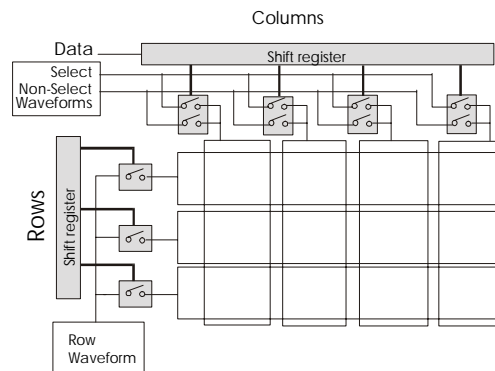 Columns
Data
Shift register
Select
Non-Select
Waveforms
Rows
Shift register
Row
Waveform